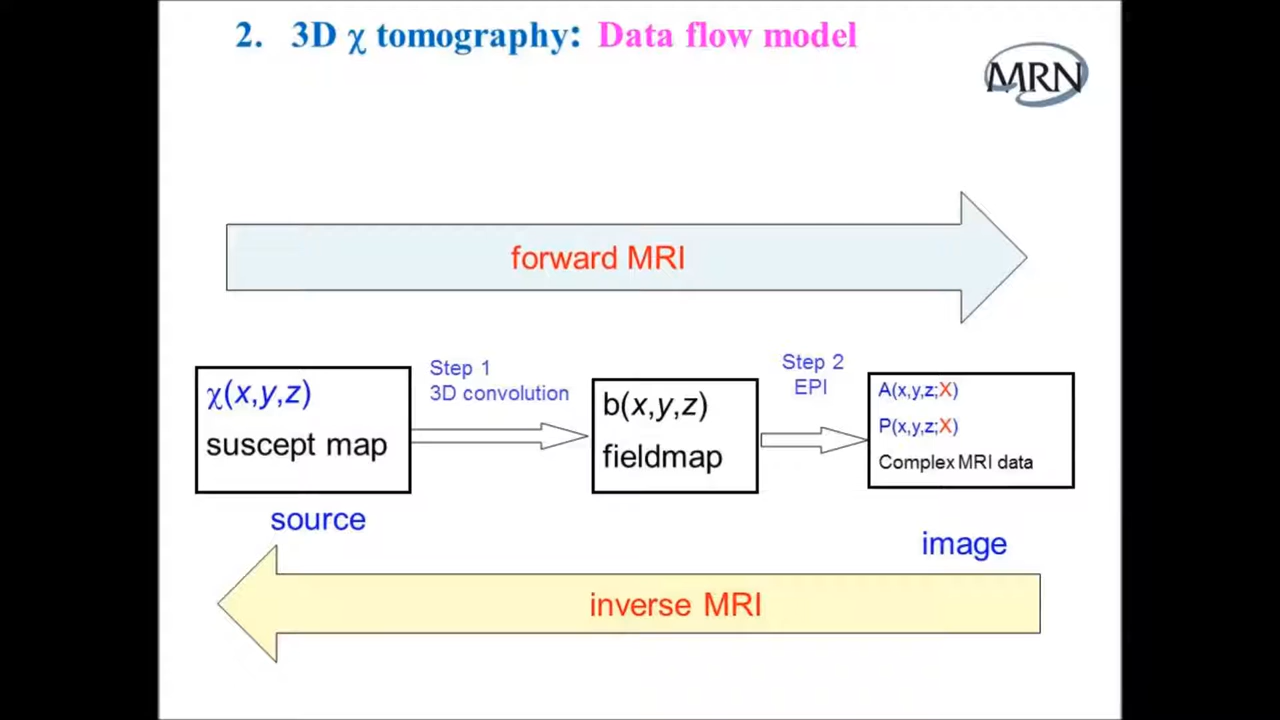 2. 3D χ tomography: Data flow model
MRN
forward MRI
χ(x,y,z)
suscept map
Step 1
3D convolution
b(x,y,z)
fieldmap
Step 2
EPI
A(x,y,z;X)
P(x,y,z;X)
Complex MRI data
source
image
inverse MRI